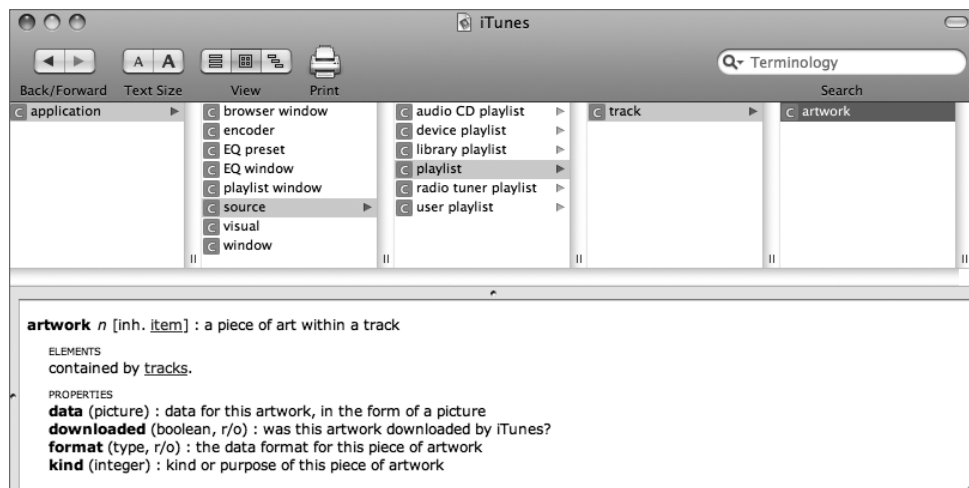 iTunes
A A
Terminology
Back/Forward Text Size View Print Search
C application
C browser window
C encoder
C EQ preset
C EQ window
C playlist window
C source
C visual
C window
C audio CD playlist
C device playlist
C library playlist
C playlist
C radio tuner playlist
C user playlist
C track
C artwork
artwork n [inh. item] : a piece of art within a track
ELEMENTS
contained by tracks.
PROPERTIES
data (picture) : data for this artwork, in the form of a picture
downloaded (boolean, r/o) : was this artwork downloaded by iTunes?
format (type, r/o) : the data format for this piece of artwork
kind (integer) : kind or purpose of this piece of artwork